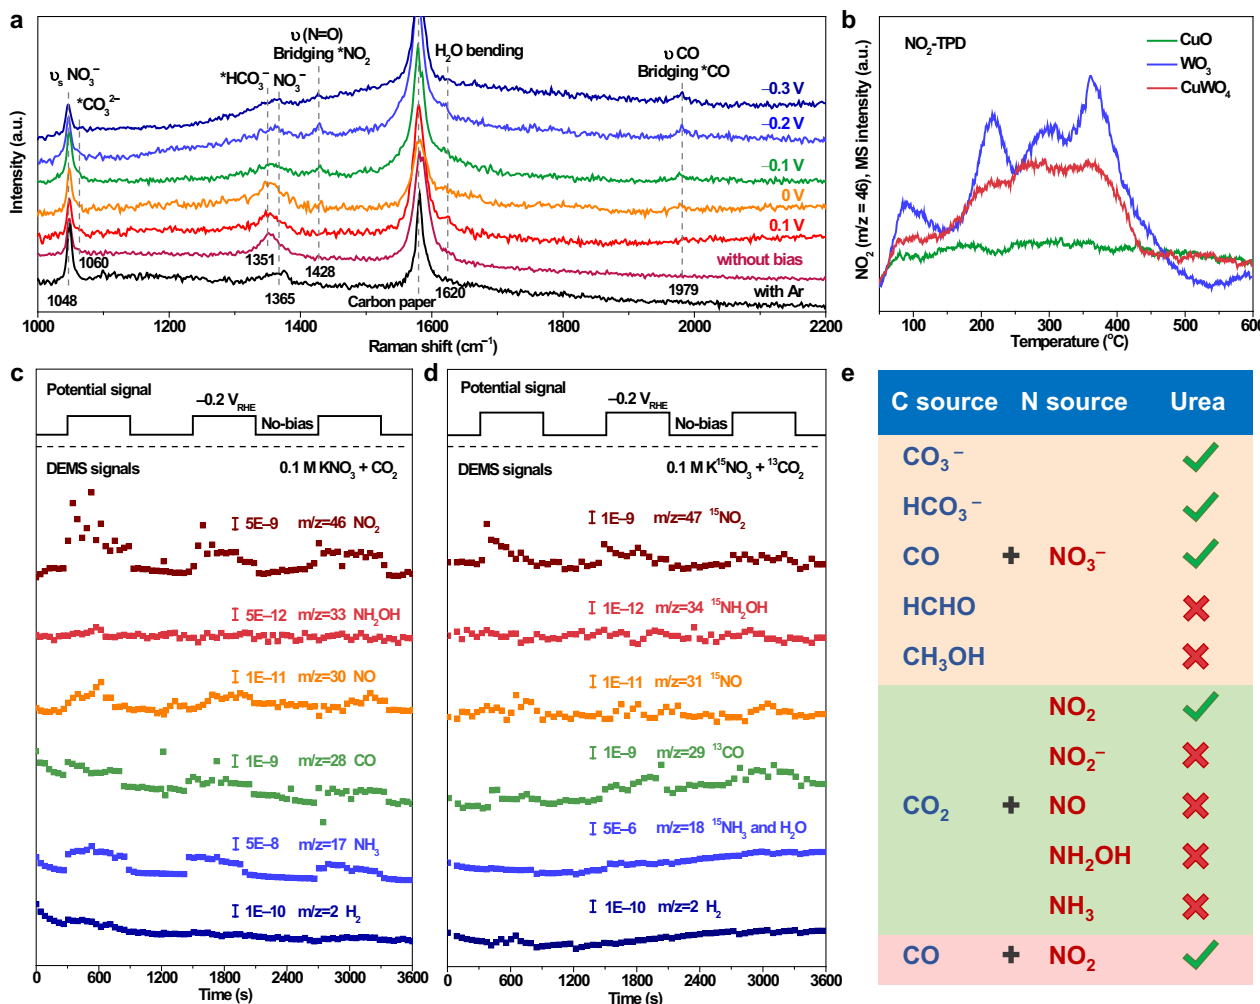 a
Intensity (a.u.)
υs NO3−
*CO3²−
*HCO3− NO3−
υ (N=O)
Bridging *NO2
H2O bending
υ CO
Bridging *CO
−0.3 V
−0.2 V
−0.1 V
0 V
0.1 V
without bias
with Ar
1048
1060
1351
1365
1428
Carbon paper
1620
1979
1000 1200 1400 1600 1800 2000 2200
Raman shift (cm−1)
b
NO2 (m/z = 46), MS intensity (a.u.)
NO2-TPD
CuO
WO3
CuWO4
100 200 300 400 500 600
Temperature (°C)
c
Potential signal
−0.2 VRHE
No-bias
DEMS signals 0.1 M KNO3 + CO2
5E−9 m/z=46 NO2
5E−12 m/z=33 NH2OH
1E−11 m/z=30 NO
1E−9 m/z=28 CO
5E−8 m/z=17 NH3
1E−10 m/z=2 H2
0 600 1200 1800 2400 3000 3600
Time (s)
d
Potential signal
−0.2 VRHE
No-bias
DEMS signals 0.1 M K¹⁵NO3 + ¹³CO2
1E−9 m/z=47 ¹⁵NO2
1E−12 m/z=34 ¹⁵NH2OH
1E−11 m/z=31 ¹⁵NO
1E−9 m/z=29 ¹³CO
5E−6 m/z=18 ¹⁵NH3 and H2O
1E−10 m/z=2 H2
0 600 1200 1800 2400 3000 3600
Time (s)
e
C source N source Urea
CO3−
HCO3−
CO + NO3−
HCHO
CH3OH
NO2
NO2−
CO2 + NO
NH2OH
NH3
CO + NO2